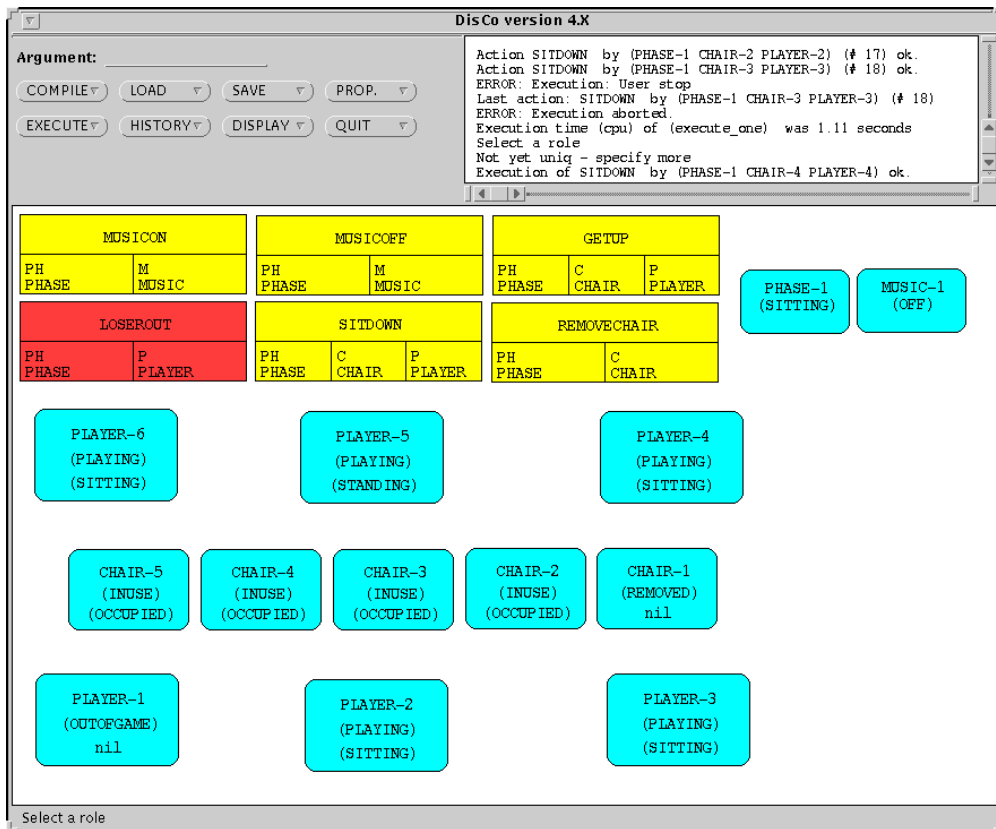 DisCo version 4.X
Argument:
COMPILE LOAD SAVE PROP.
EXECUTE HISTORY DISPLAY QUIT
Action SITDOWN by (PHASE-1 CHAIR-2 PLAYER-2) (# 17) ok.
Action SITDOWN by (PHASE-1 CHAIR-3 PLAYER-3) (# 18) ok.
ERROR: Execution: User stop
Last action: SITDOWN by (PHASE-1 CHAIR-3 PLAYER-3) (# 18)
ERROR: Execution aborted.
Execution time (cpu) of (execute_one) was 1.11 seconds
Select a role
Not yet uniq - specify more
Execution of SITDOWN by (PHASE-1 CHAIR-4 PLAYER-4) ok.
MUSICON
PH M
PHASE MUSIC
MUSICOFF
PH M
PHASE MUSIC
GETUP
PH C P
PHASE CHAIR PLAYER
PHASE-1
(SITTING)
MUSIC-1
(OFF)
LOSEROUT
PH P
PHASE PLAYER
SITDOWN
PH C P
PHASE CHAIR PLAYER
REMOVECHAIR
PH C
PHASE CHAIR
PLAYER-6
(PLAYING)
(SITTING)
PLAYER-5
(PLAYING)
(STANDING)
PLAYER-4
(PLAYING)
(SITTING)
CHAIR-5
(INUSE)
(OCCUPIED)
CHAIR-4
(INUSE)
(OCCUPIED)
CHAIR-3
(INUSE)
(OCCUPIED)
CHAIR-2
(INUSE)
(OCCUPIED)
CHAIR-1
(REMOVED)
nil
PLAYER-1
(OUTOFGAME)
nil
PLAYER-2
(PLAYING)
(SITTING)
PLAYER-3
(PLAYING)
(SITTING)
Select a role